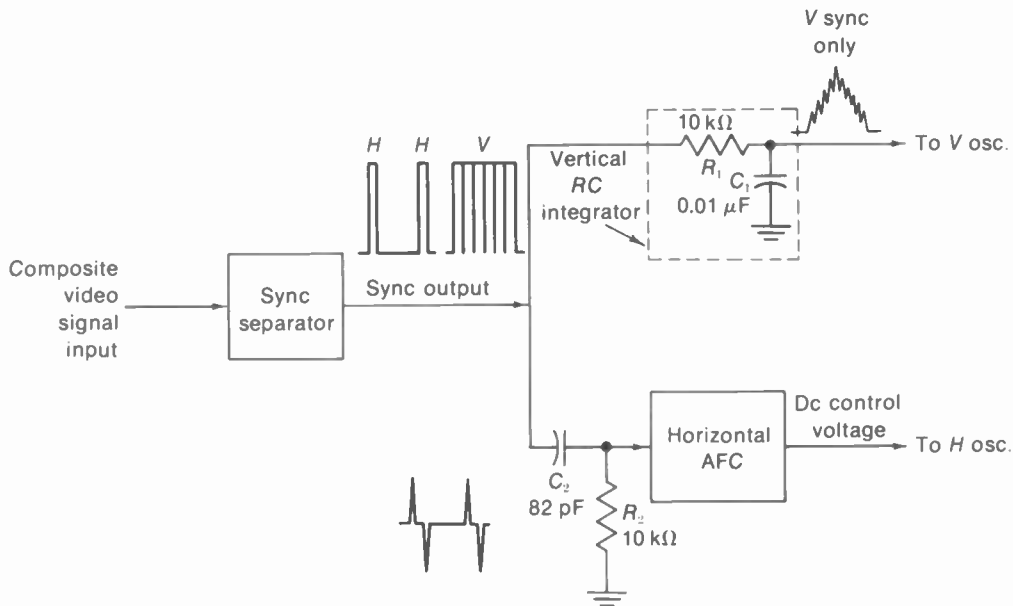 V sync
only
10 kΩ
To V osc.
H H V
Vertical
RC
integrator
R₁
C₁
0.01 μF
Composite
video
signal
input
Sync
separator
Sync output
Horizontal
AFC
Dc control
voltage
To H osc.
C₂
82 pF
R₂
10 kΩ